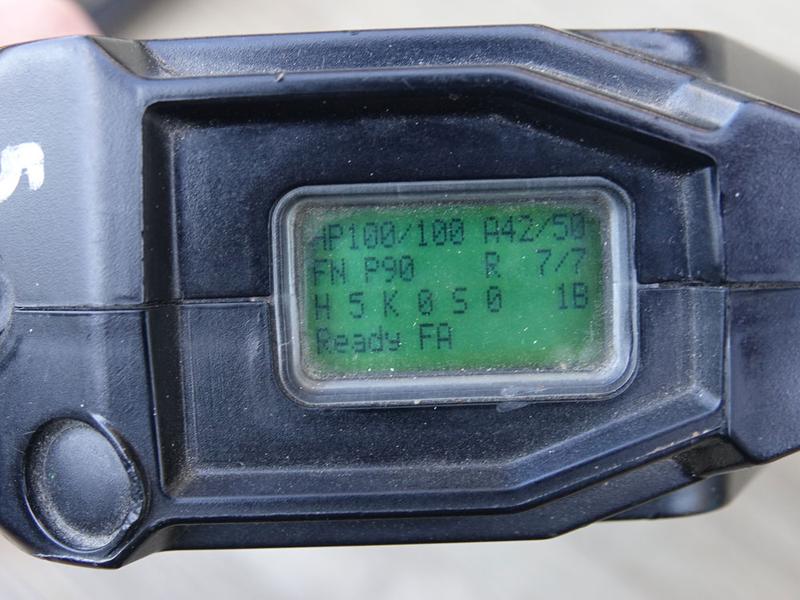 HP100/100 A42/50
FN P90 R 7/7
H 5 K 0 S 0 1B
Ready FA
5